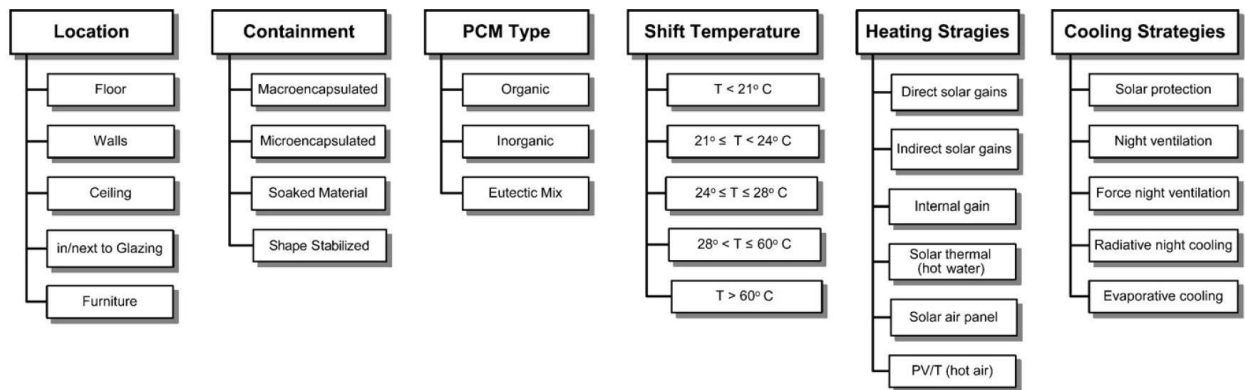 Location
Floor
Walls
Ceiling
in/next to Glazing
Furniture
Containment
Macroencapsulated
Microencapsulated
Soaked Material
Shape Stabilized
PCM Type
Organic
Inorganic
Eutectic Mix
Shift Temperature
T < 21º C
21º ≤ T < 24º C
24º ≤ T ≤ 28º C
28º < T ≤ 60º C
T > 60º C
Heating Stragies
Direct solar gains
Indirect solar gains
Internal gain
Solar thermal
(hot water)
Solar air panel
PV/T (hot air)
Cooling Strategies
Solar protection
Night ventilation
Force night ventilation
Radiative night cooling
Evaporative cooling